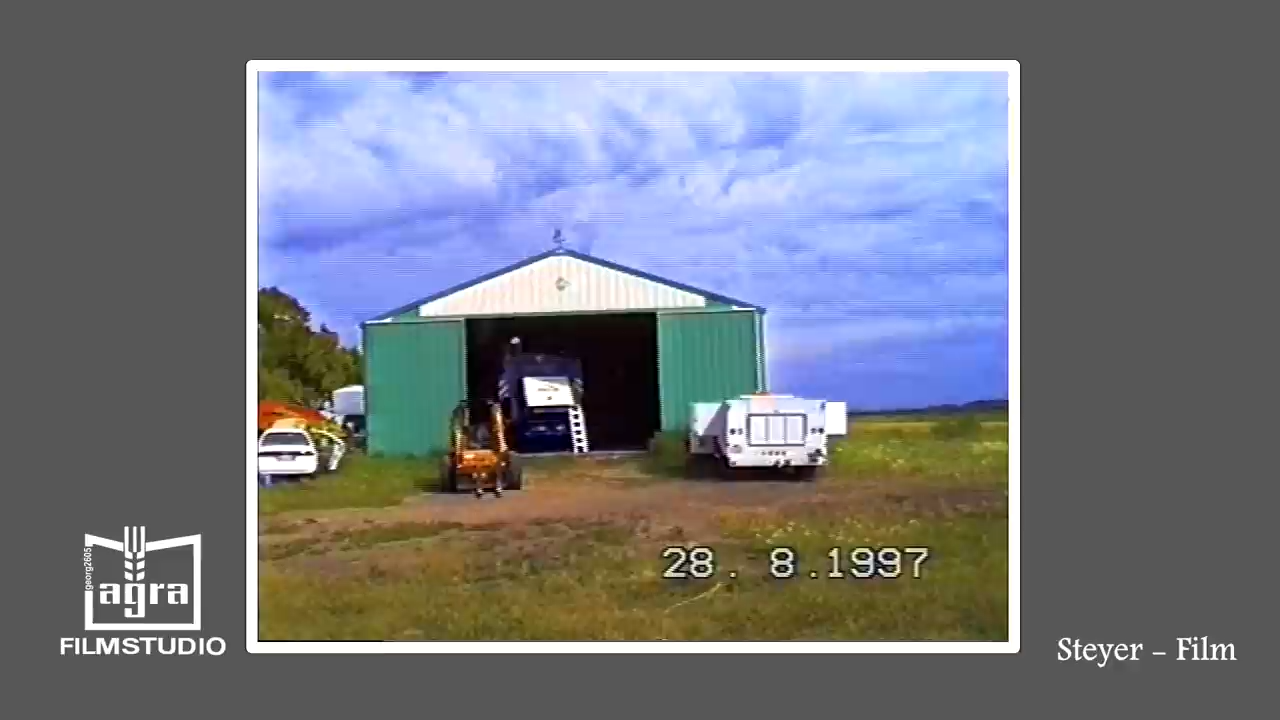 28. 8.1997
georg2605
agra
FILMSTUDIO
Steyer – Film